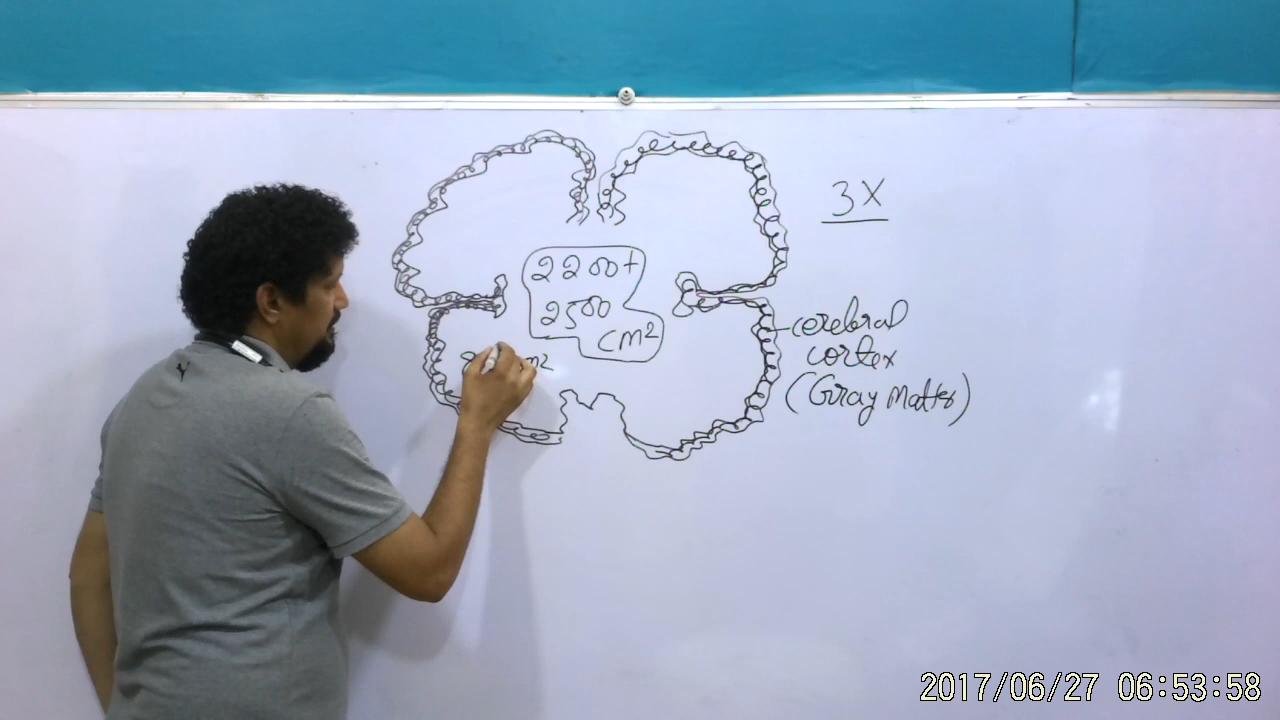 3X
2200+
2500
cm²
cerebral
cortex
(Gray Matter)
2017/06/27 06:53:58